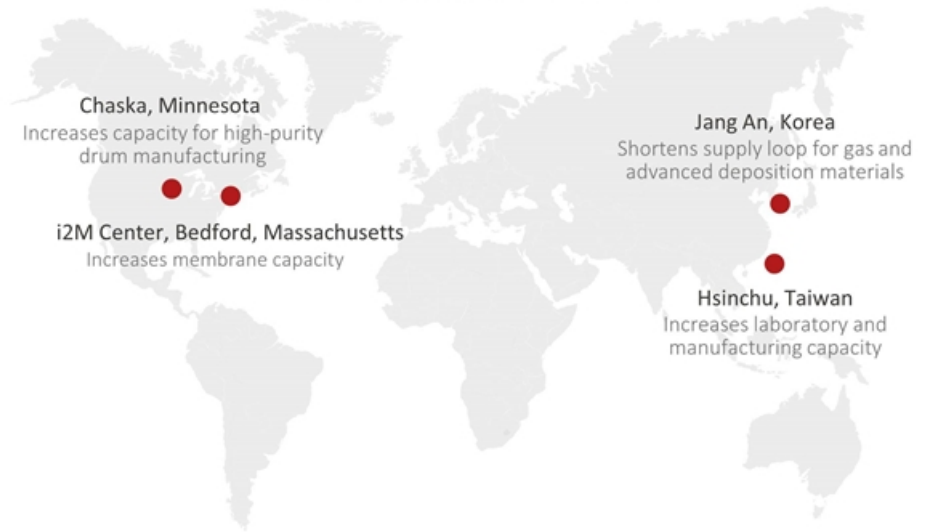 Chaska, Minnesota
Increases capacity for high-purity
drum manufacturing
i2M Center, Bedford, Massachusetts
Increases membrane capacity
Jang An, Korea
Shortens supply loop for gas and
advanced deposition materials
Hsinchu, Taiwan
Increases laboratory and
manufacturing capacity